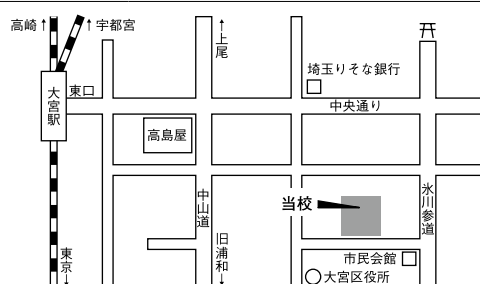 高崎↑
↑宇都宮
↑上尾
埼玉りそな銀行
東口
中央通り
大宮駅
高島屋
中山道
当校
氷川参道
旧浦和↓
市民会館
東京↓
大宮区役所